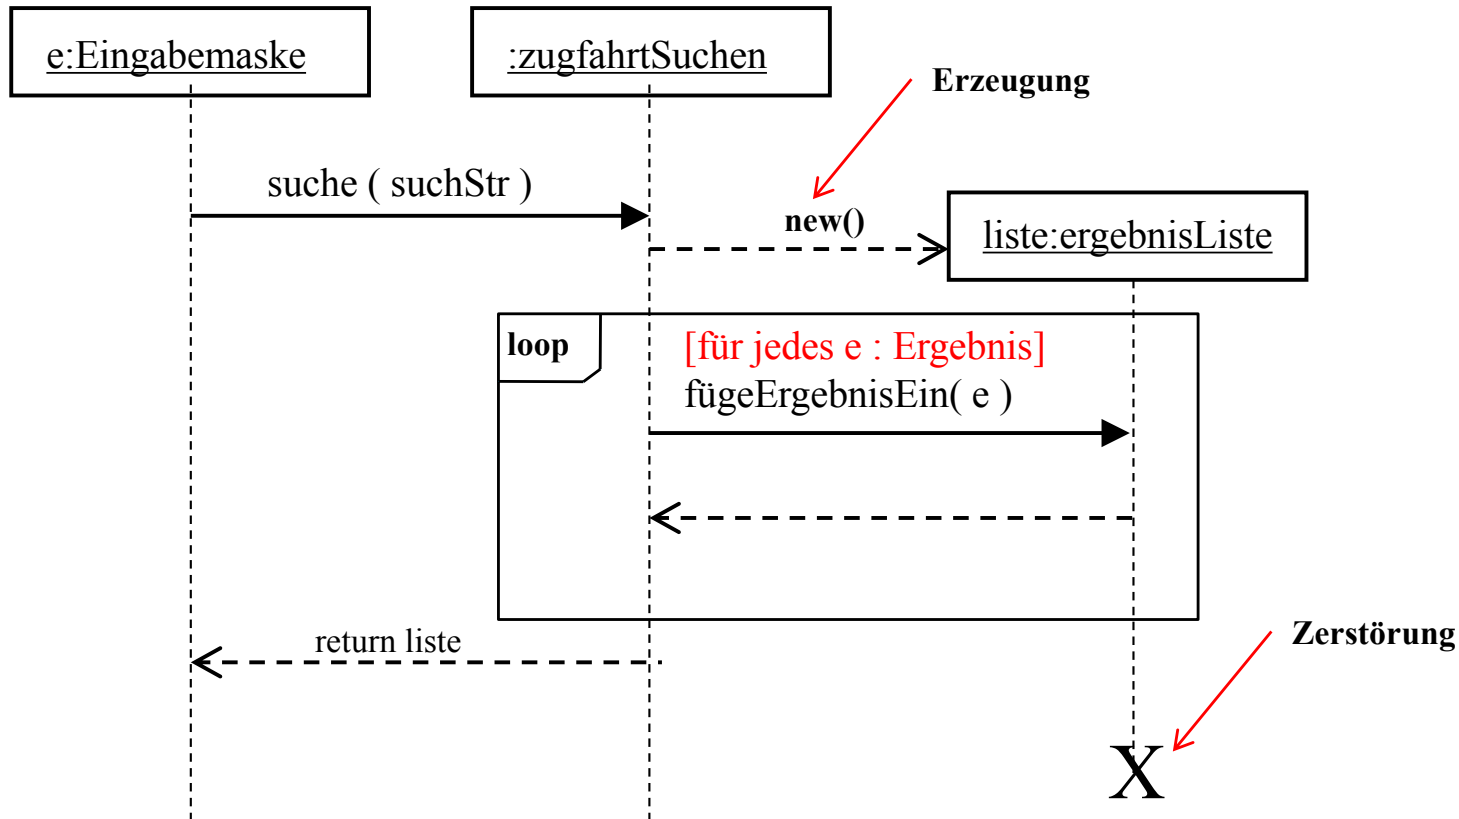 e:Eingabemaske
:zugfahrtSuchen
Erzeugung
suche ( suchStr )
new()
liste:ergebnisListe
loop
[für jedes e : Ergebnis]
fügeErgebnisEin( e )
return liste
Zerstörung
X